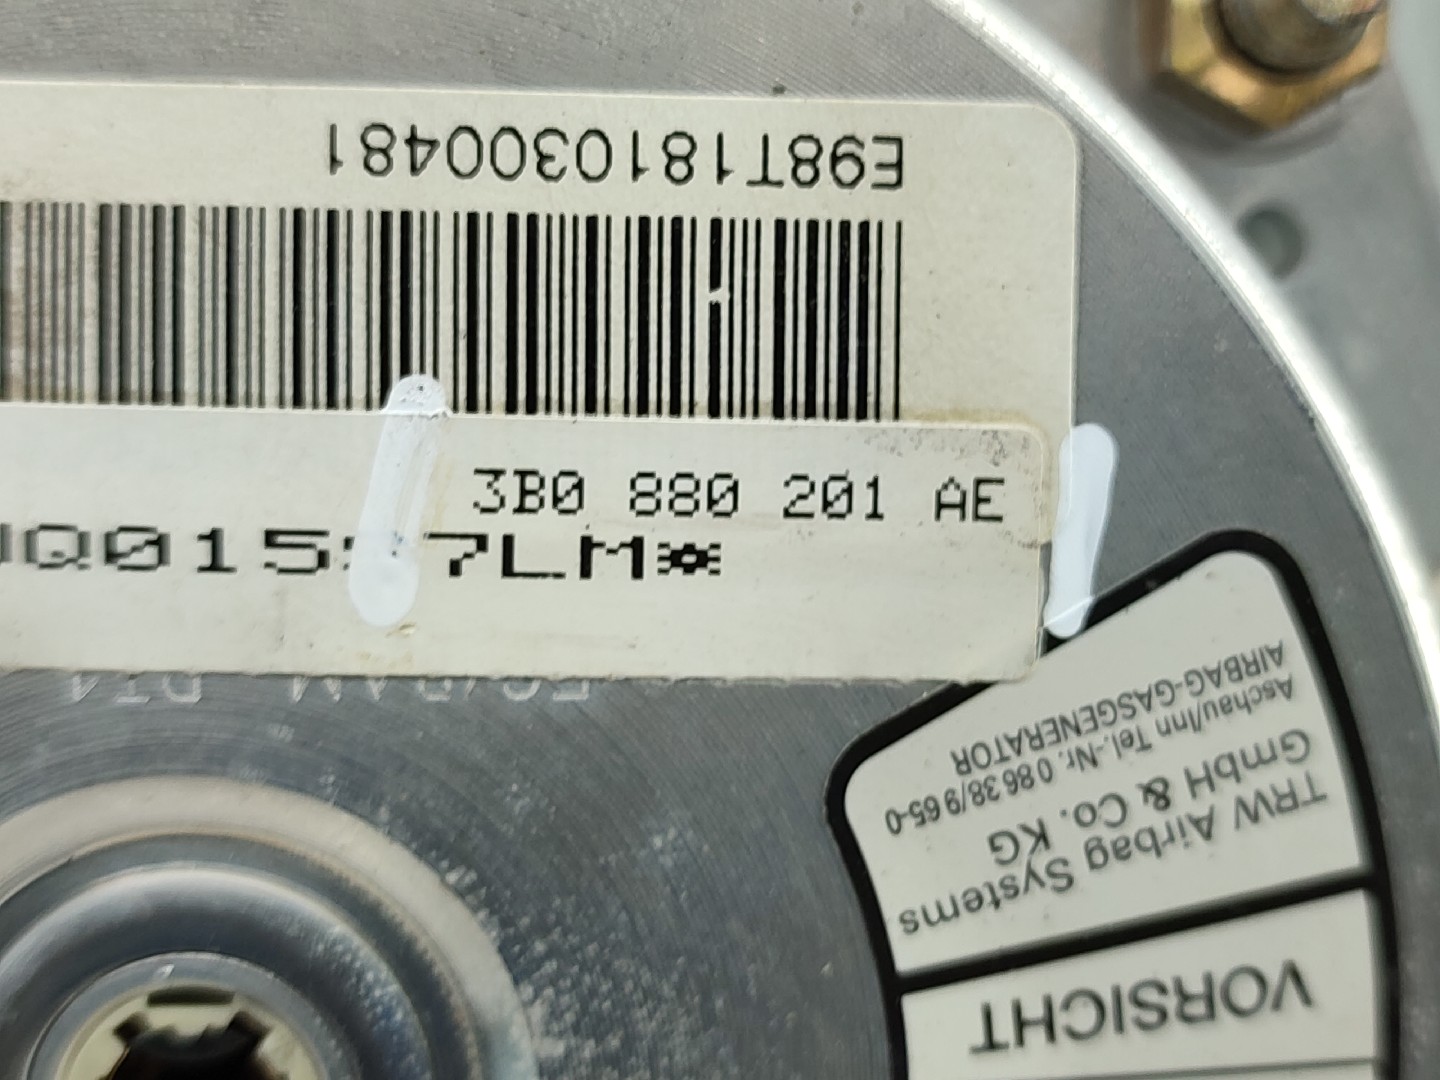 E98T1810300481
3B0 880 201 AE
Q015 7LM*
TRW Airbag Systems
GmbH & Co. KG
Aschau/Inn Tel.-Nr. 0 86 38/9 65-0
AIRBAG-GASGENERATOR
VORSICHT